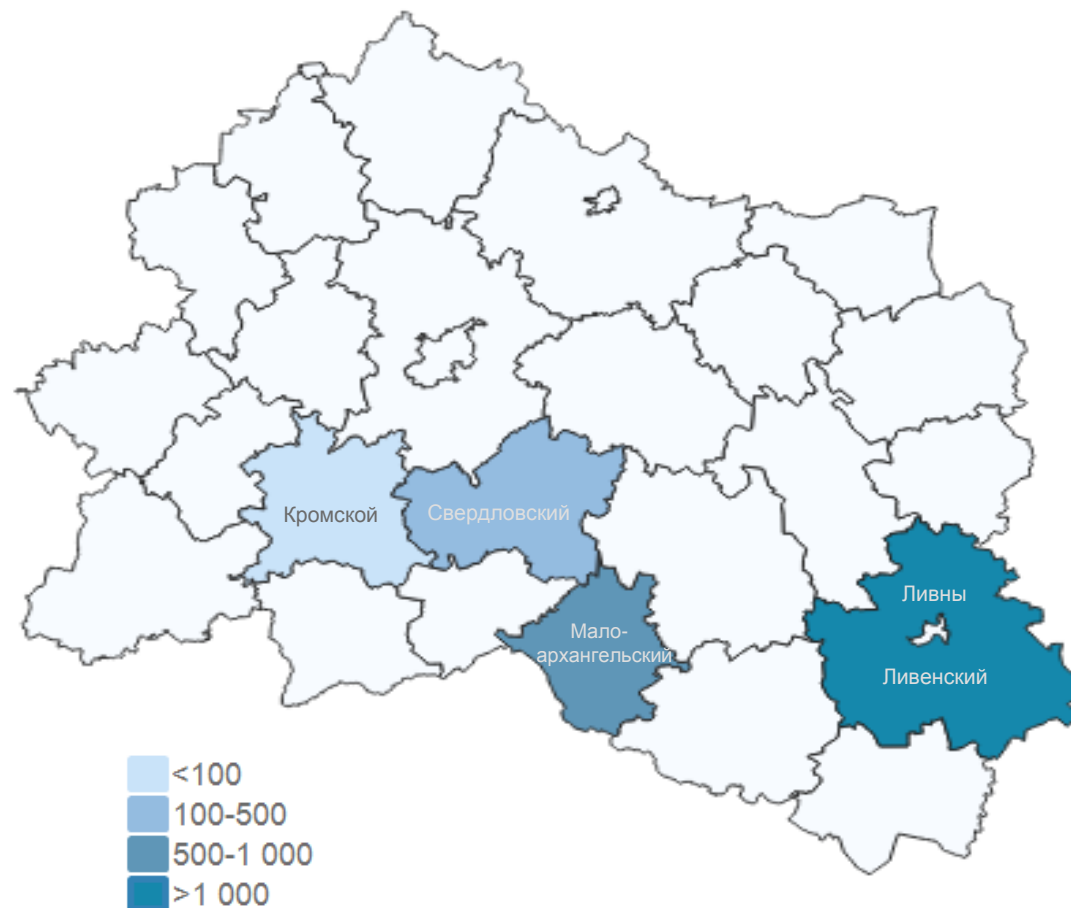 Кромской
Свердловский
Ливны
Мало-
архангельский
Ливенский
<100
100-500
500-1 000
>1 000